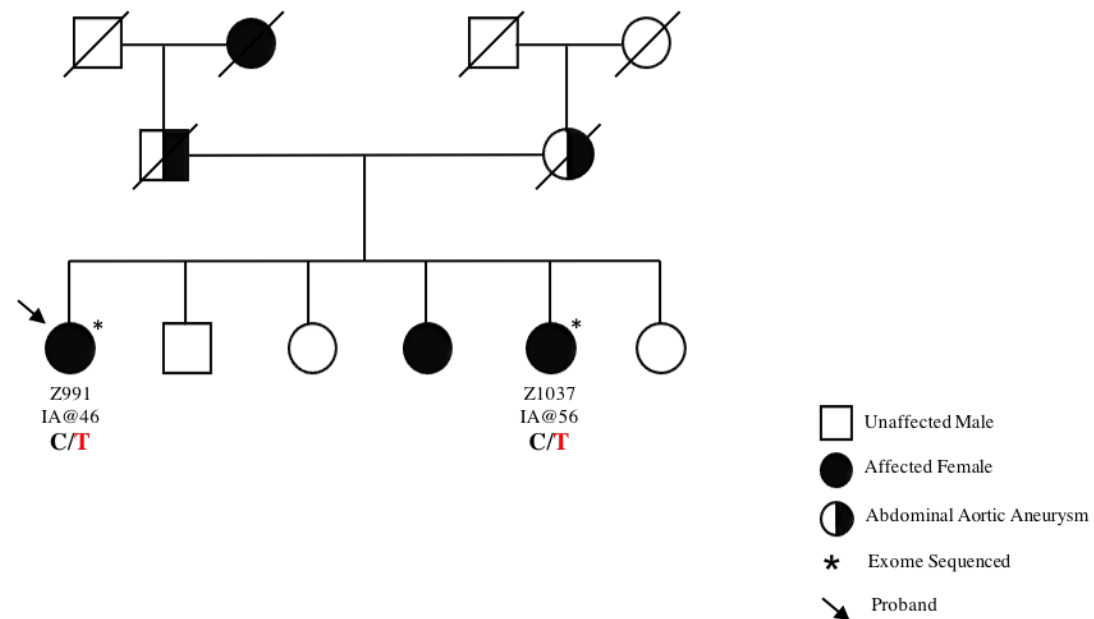 *
*
Z991
IA@46
C/T
Z1037
IA@56
C/T
Unaffected Male
Affected Female
Abdominal Aortic Aneurysm
* Exome Sequenced
Proband